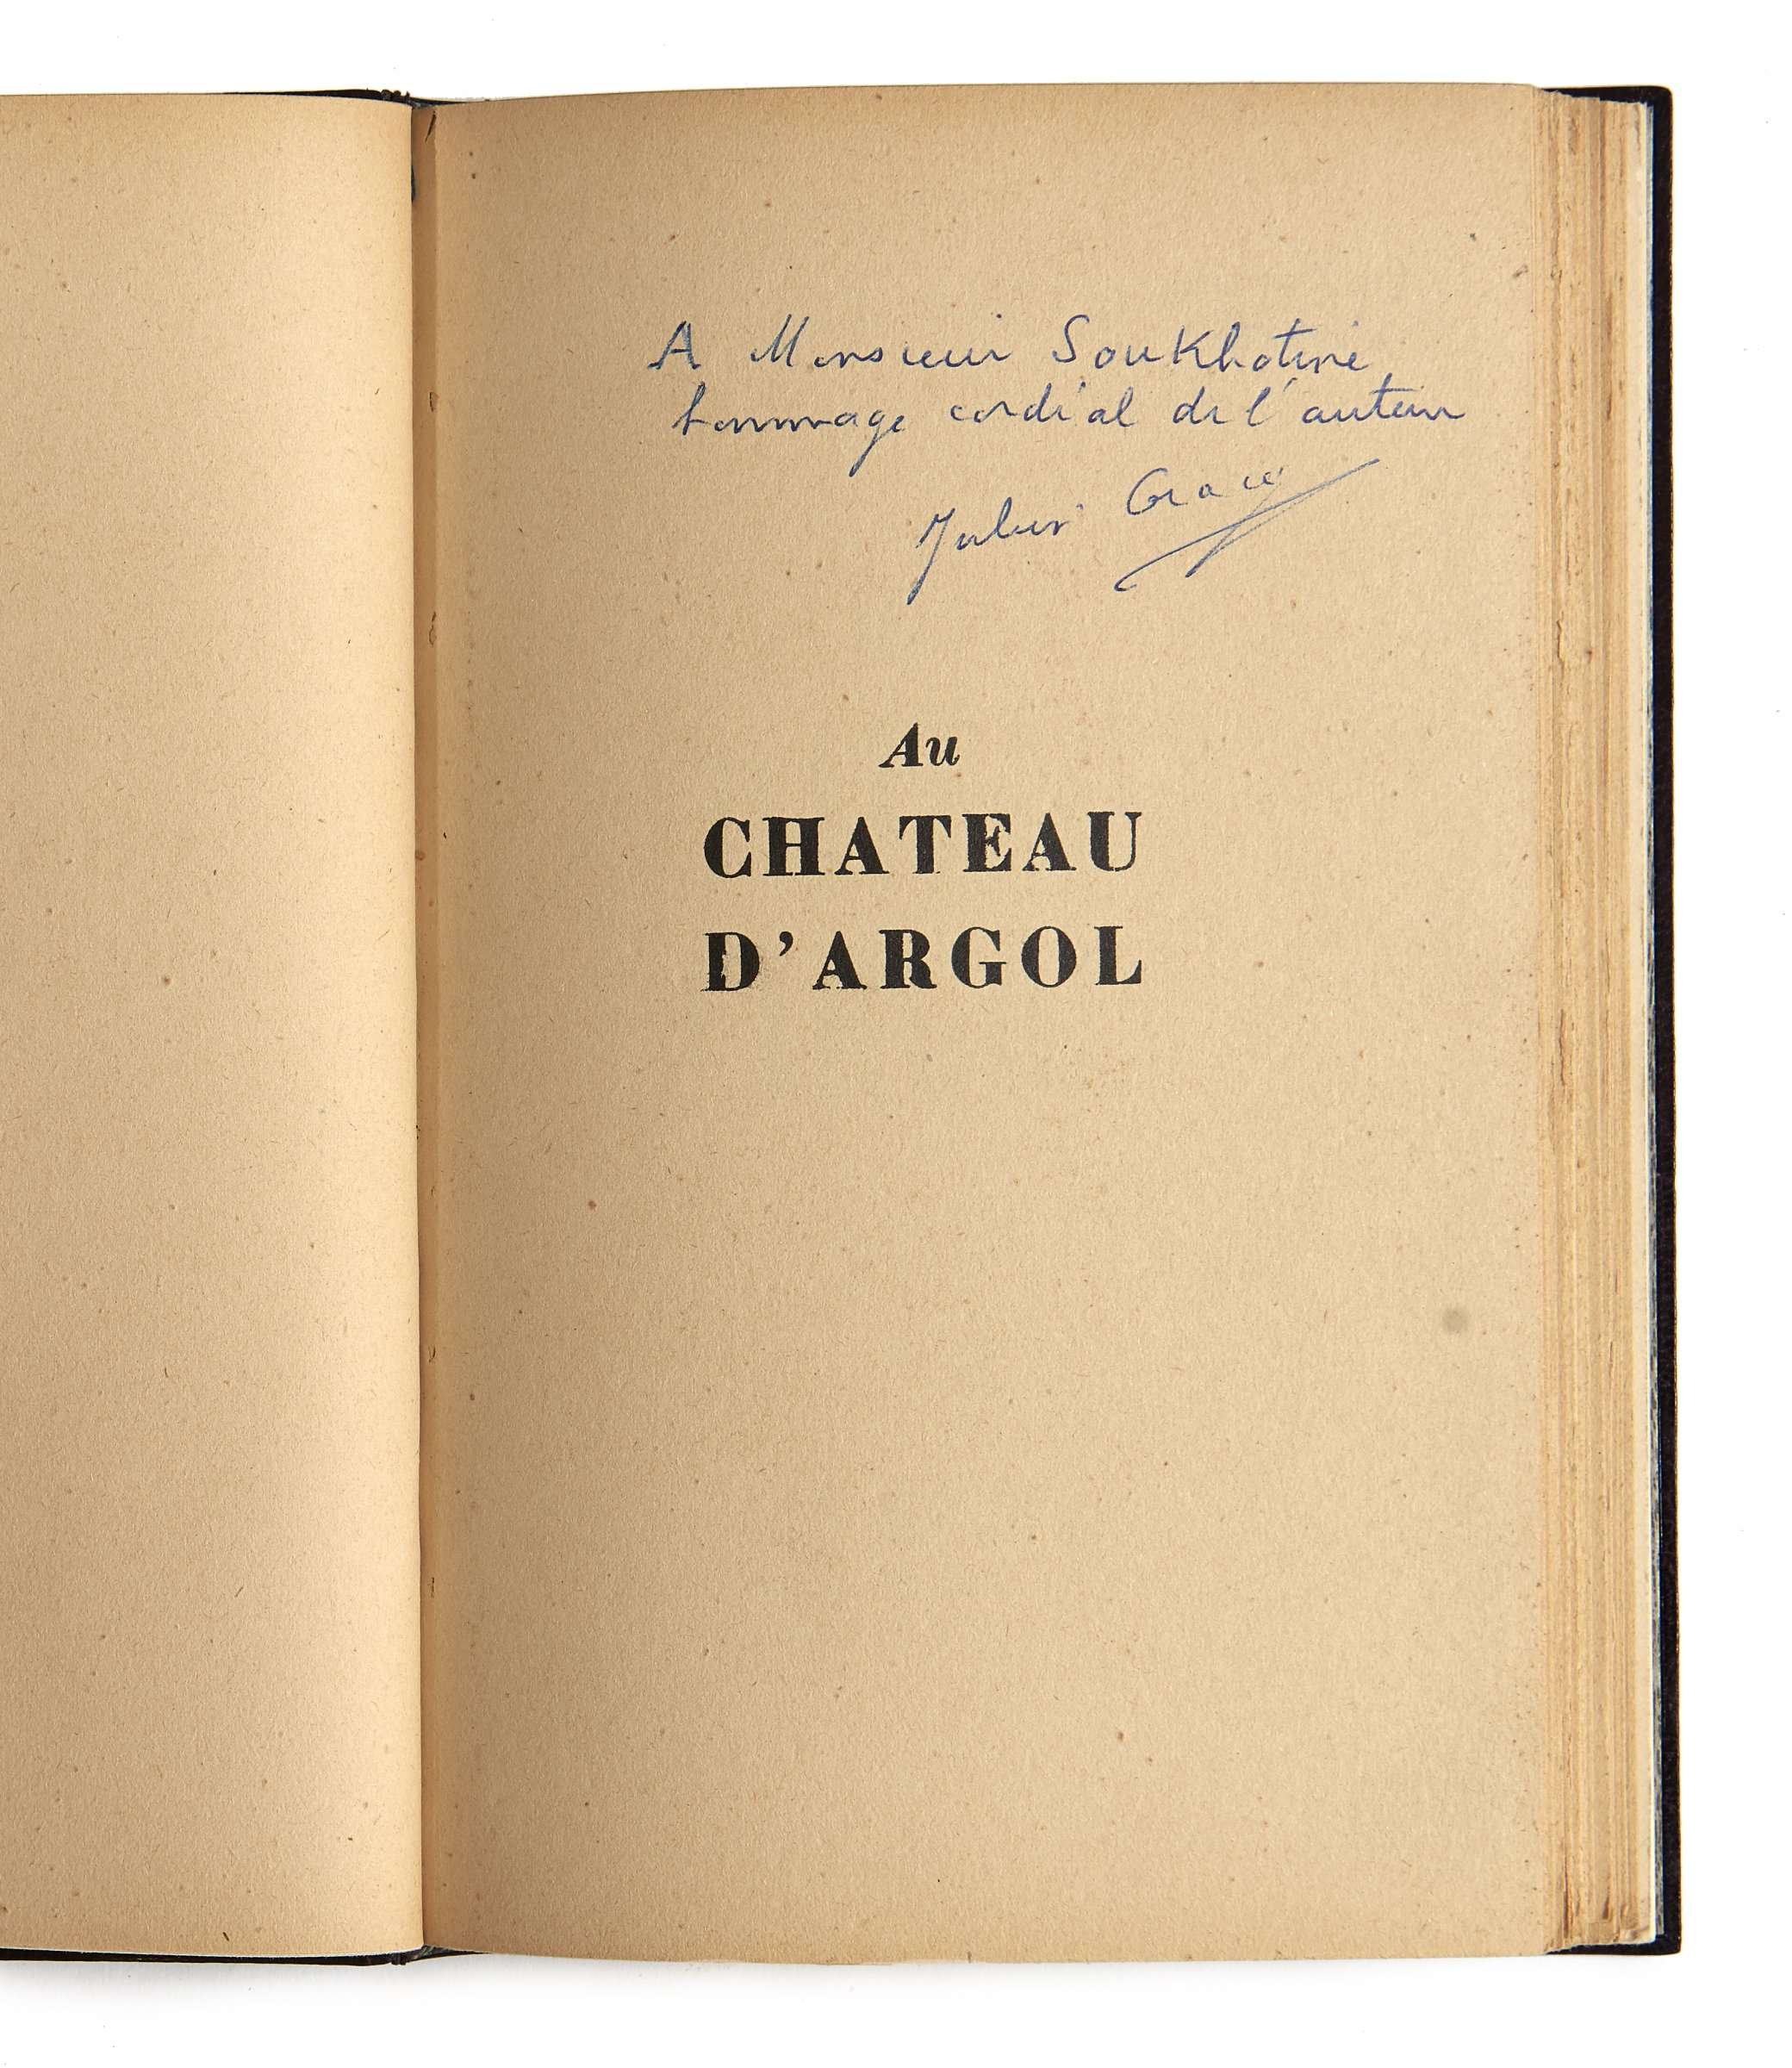 A Monsieur Soukhotine
hommage cordial de l'auteur
Julien Gracq
Au
CHATEAU
D'ARGOL